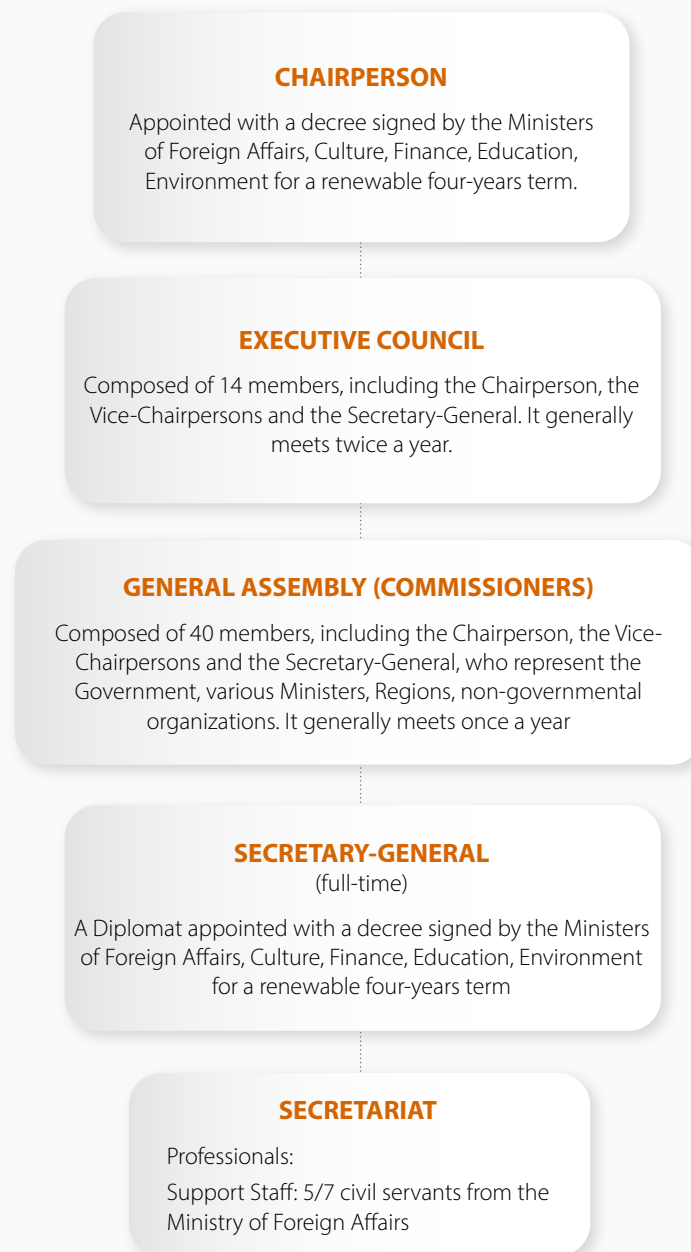 CHAIRPERSON
Appointed with a decree signed by the Ministers
of Foreign Affairs, Culture, Finance, Education,
Environment for a renewable four-years term.
EXECUTIVE COUNCIL
Composed of 14 members, including the Chairperson, the
Vice-Chairpersons and the Secretary-General. It generally
meets twice a year.
GENERAL ASSEMBLY (COMMISSIONERS)
Composed of 40 members, including the Chairperson, the Vice-
Chairpersons and the Secretary-General, who represent the
Government, various Ministers, Regions, non-governmental
organizations. It generally meets once a year
SECRETARY-GENERAL
(full-time)
A Diplomat appointed with a decree signed by the Ministers
of Foreign Affairs, Culture, Finance, Education, Environment
for a renewable four-years term
SECRETARIAT
Professionals:
Support Staff: 5/7 civil servants from the
Ministry of Foreign Affairs